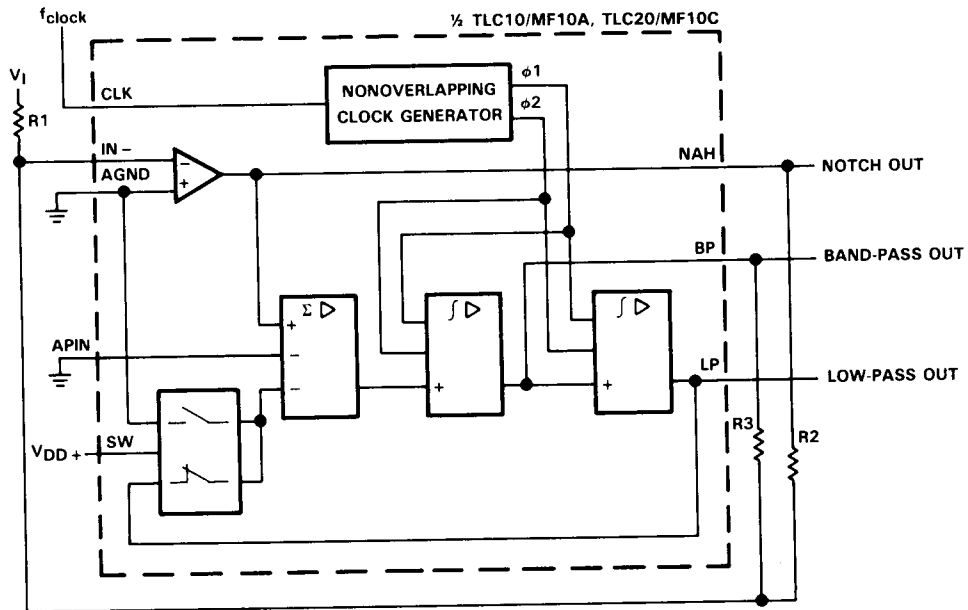 fclock
½ TLC10/MF10A, TLC20/MF10C
VI
R1
CLK
NONOVERLAPPING
CLOCK GENERATOR
ϕ1
ϕ2
IN −
AGND
−
+
NAH
NOTCH OUT
BP
BAND-PASS OUT
Σ ▷
+
−
−
∫ ▷
+
∫ ▷
+
APIN
LP
LOW-PASS OUT
VDD +
SW
R3
R2